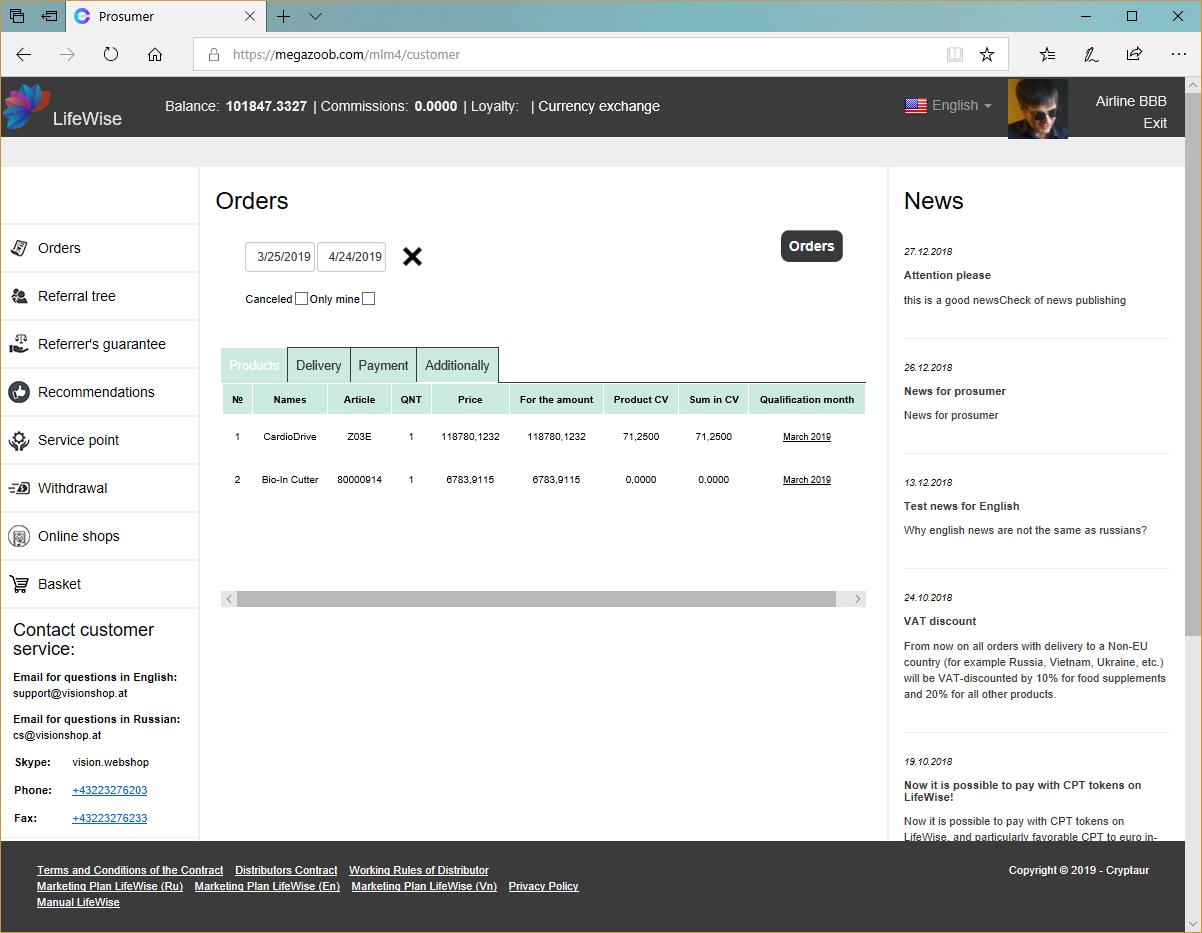 Prosumer
https://megazoob.com/mlm4/customer
LifeWise
Balance: 101847.3327 | Commissions: 0.0000 | Loyalty: | Currency exchange
English
Airline BBB
Exit
Orders
Referral tree
Referrer's guarantee
Recommendations
Service point
Withdrawal
Online shops
Basket
Contact customer
service:
Email for questions in English:
support@visionshop.at
Email for questions in Russian:
cs@visionshop.at
Skype: vision.webshop
Phone: +43223276203
Fax: +43223276233
Orders
3/25/2019 4/24/2019
Orders
Canceled Only mine
Products Delivery Payment Additionally
№ Names Article QNT Price For the amount Product CV Sum in CV Qualification month
1 CardioDrive Z03E 1 118780,1232 118780,1232 71,2500 71,2500 March 2019
2 Bio-In Cutter 80000914 1 6783,9115 6783,9115 0,0000 0,0000 March 2019
News
27.12.2018
Attention please
this is a good newsCheck of news publishing
26.12.2018
News for prosumer
News for prosumer
13.12.2018
Test news for English
Why english news are not the same as russians?
24.10.2018
VAT discount
From now on all orders with delivery to a Non-EU
country (for example Russia, Vietnam, Ukraine, etc.)
will be VAT-discounted by 10% for food supplements
and 20% for all other products.
19.10.2018
Now it is possible to pay with CPT tokens on
LifeWise!
Now it is possible to pay with CPT tokens on
LifeWise, and particularly favorable CPT to euro in-
Terms and Conditions of the Contract Distributors Contract Working Rules of Distributor
Marketing Plan LifeWise (Ru) Marketing Plan LifeWise (En) Marketing Plan LifeWise (Vn) Privacy Policy
Manual LifeWise
Copyright © 2019 - Cryptaur